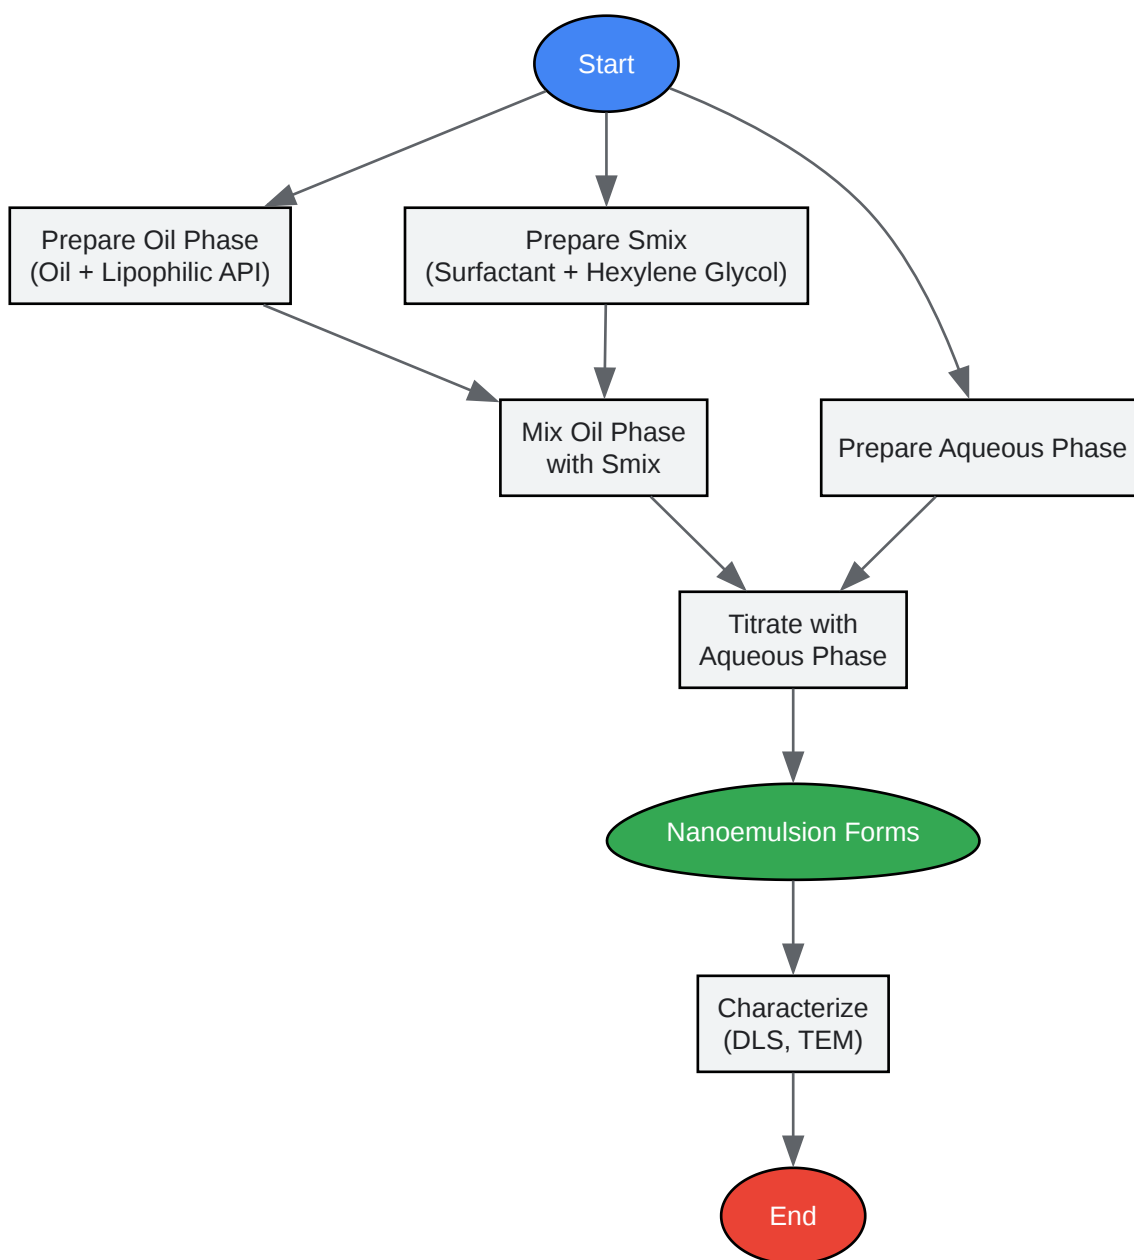 Start
Prepare Oil Phase
(Oil + Lipophilic API)
Prepare Smix
(Surfactant + Hexylene Glycol)
Mix Oil Phase
with Smix
Prepare Aqueous Phase
Titrate with
Aqueous Phase
Nanoemulsion Forms
Characterize
(DLS, TEM)
End